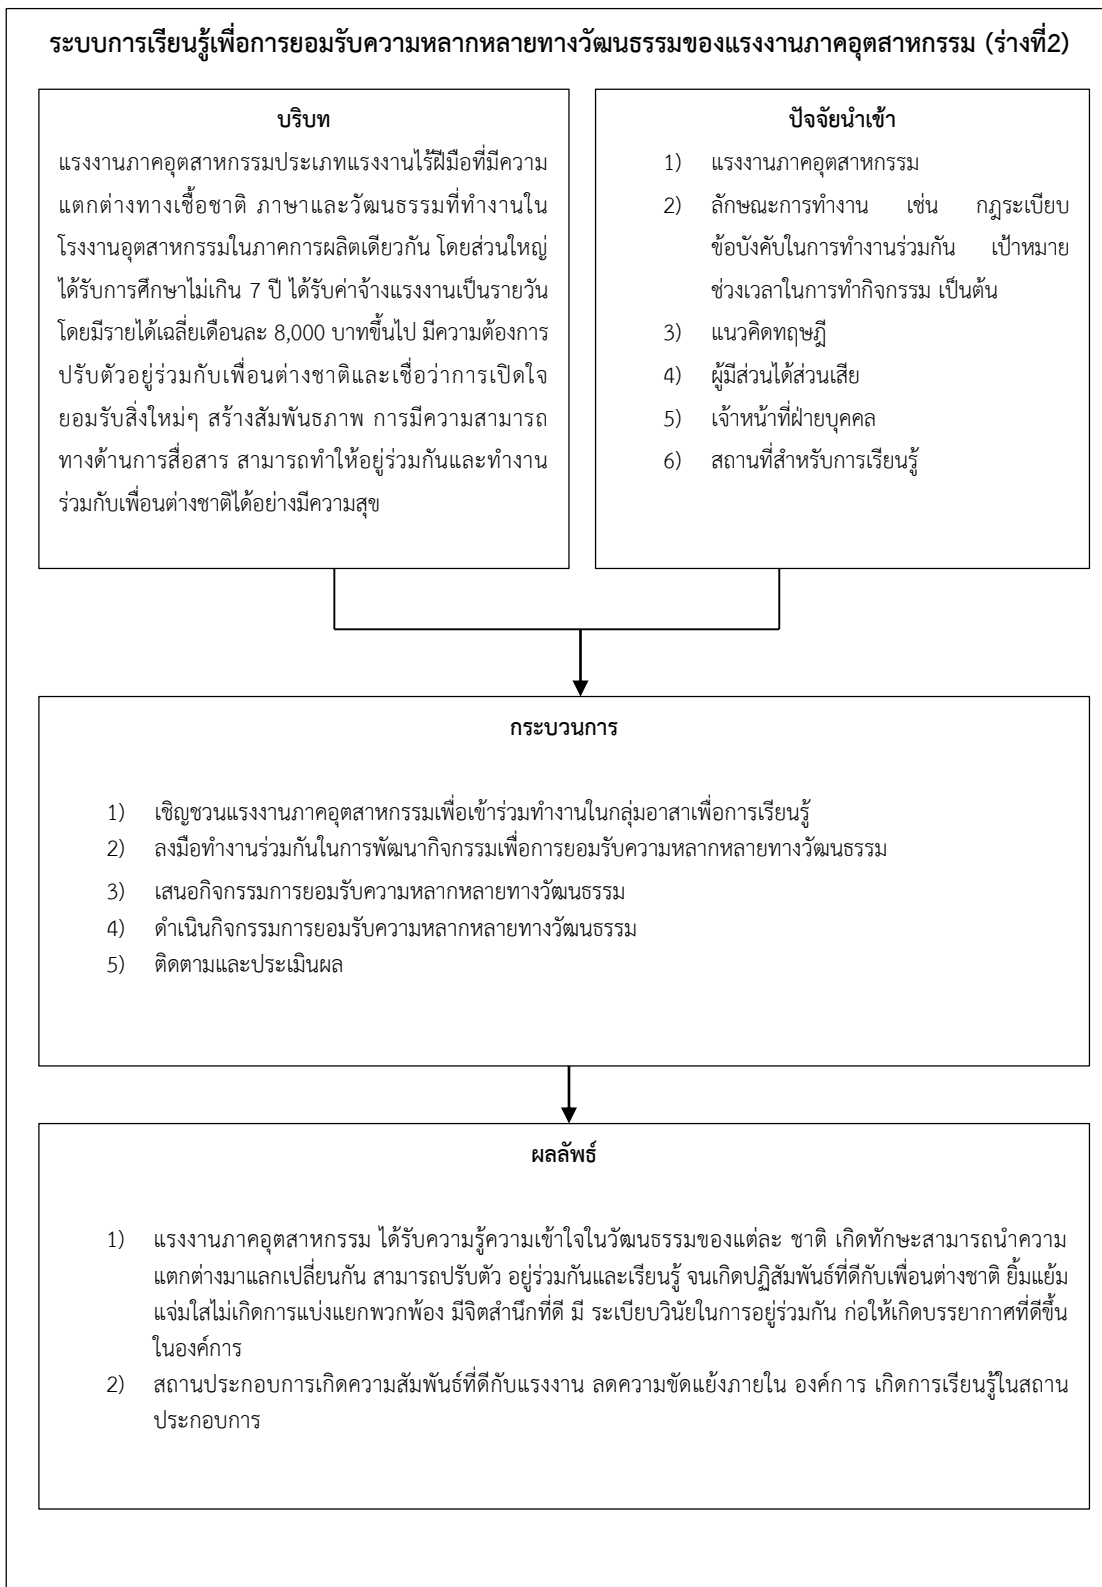 ระบบการเรียนรู้เพื่อการยอมรับความหลากหลายทางวัฒนธรรมของแรงงานภาคอุตสาหกรรม (ร่างที่2)
บริบท
แรงงานภาคอุตสาหกรรมประเภทแรงงานไร้ฝีมือที่มีความ
แตกต่างทางเชื้อชาติ ภาษาและวัฒนธรรมที่ทำงานใน
โรงงานอุตสาหกรรมในภาคการผลิตเดียวกัน โดยส่วนใหญ่
ได้รับการศึกษาไม่เกิน 7 ปี ได้รับค่าจ้างแรงงานเป็นรายวัน
โดยมีรายได้เฉลี่ยเดือนละ 8,000 บาทขึ้นไป มีความต้องการ
ปรับตัวอยู่ร่วมกับเพื่อนต่างชาติและเชื่อว่าการเปิดใจ
ยอมรับสิ่งใหม่ๆ สร้างสัมพันธภาพ การมีความสามารถ
ทางด้านการสื่อสาร สามารถทำให้อยู่ร่วมกันและทำงาน
ร่วมกับเพื่อนต่างชาติได้อย่างมีความสุข
ปัจจัยนำเข้า
1) แรงงานภาคอุตสาหกรรม
2) ลักษณะการทำงาน เช่น กฎระเบียบ
ข้อบังคับในการทำงานร่วมกัน เป้าหมาย
ช่วงเวลาในการทำกิจกรรม เป็นต้น
3) แนวคิดทฤษฎี
4) ผู้มีส่วนได้ส่วนเสีย
5) เจ้าหน้าที่ฝ่ายบุคคล
6) สถานที่สำหรับการเรียนรู้
กระบวนการ
1) เชิญชวนแรงงานภาคอุตสาหกรรมเพื่อเข้าร่วมทำงานในกลุ่มอาสาเพื่อการเรียนรู้
2) ลงมือทำงานร่วมกันในการพัฒนากิจกรรมเพื่อการยอมรับความหลากหลายทางวัฒนธรรม
3) เสนอกิจกรรมการยอมรับความหลากหลายทางวัฒนธรรม
4) ดำเนินกิจกรรมการยอมรับความหลากหลายทางวัฒนธรรม
5) ติดตามและประเมินผล
ผลลัพธ์
1) แรงงานภาคอุตสาหกรรม ได้รับความรู้ความเข้าใจในวัฒนธรรมของแต่ละ ชาติ เกิดทักษะสามารถนำความ
แตกต่างมาแลกเปลี่ยนกัน สามารถปรับตัว อยู่ร่วมกันและเรียนรู้ จนเกิดปฏิสัมพันธ์ที่ดีกับเพื่อนต่างชาติ ยิ้มแย้ม
แจ่มใสไม่เกิดการแบ่งแยกพวกพ้อง มีจิตสำนึกที่ดี มี ระเบียบวินัยในการอยู่ร่วมกัน ก่อให้เกิดบรรยากาศที่ดีขึ้น
ในองค์การ
2) สถานประกอบการเกิดความสัมพันธ์ที่ดีกับแรงงาน ลดความขัดแย้งภายใน องค์การ เกิดการเรียนรู้ในสถาน
ประกอบการ